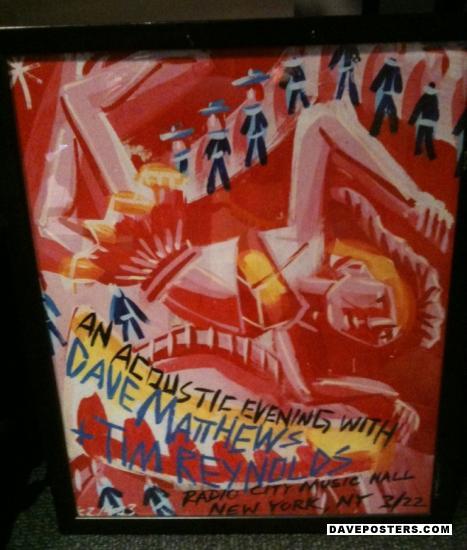 AN ACOUSTIC EVENING WITH
DAVE MATTHEWS
+ TIM REYNOLDS
RADIO CITY MUSIC HALL
NEW YORK, NY 3/22
DAVEPOSTERS.COM